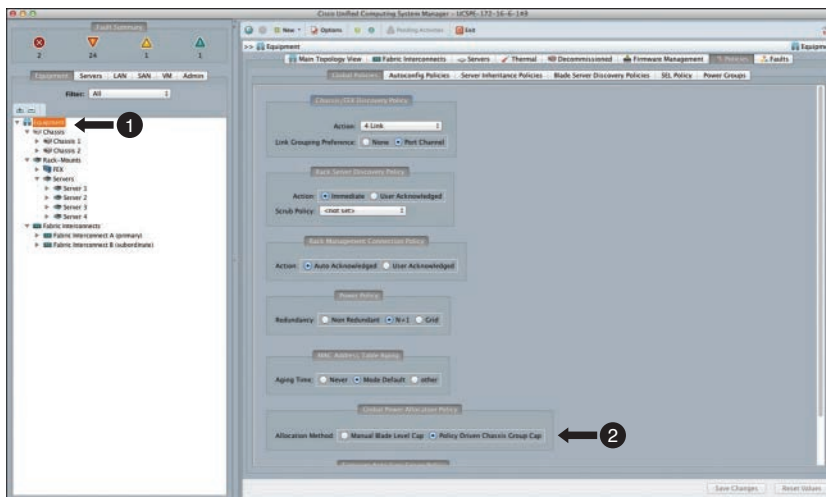 Cisco Unified Computing System Manager - UCSPE-172-16-6-149
Fault Summary
2 24 1 1
New Options Pending Activities Exit
>> Equipment Equipment
Equipment Servers LAN SAN VM Admin
Main Topology View Fabric Interconnects Servers Thermal Decommissioned Firmware Management Policies Faults
Global Policies Autoconfig Policies Server Inheritance Policies Blade Server Discovery Policies SEL Policy Power Groups
Filter: All
Equipment
1
Chassis
Chassis 1
Chassis 2
Rack-Mounts
FEX
Servers
Server 1
Server 2
Server 3
Server 4
Fabric Interconnects
Fabric Interconnect A (primary)
Fabric Interconnect B (subordinate)
Chassis/FEX Discovery Policy
Action: 4 Link
Link Grouping Preference: None Port Channel
Rack Server Discovery Policy
Action: Immediate User Acknowledged
Scrub Policy: <not set>
Rack Management Connection Policy
Action: Auto Acknowledged User Acknowledged
Power Policy
Redundancy: Non Redundant N+1 Grid
MAC Address Table Aging
Aging Time: Never Mode Default other
Global Power Allocation Policy
Allocation Method: Manual Blade Level Cap Policy Driven Chassis Group Cap
2
Save Changes Reset Values